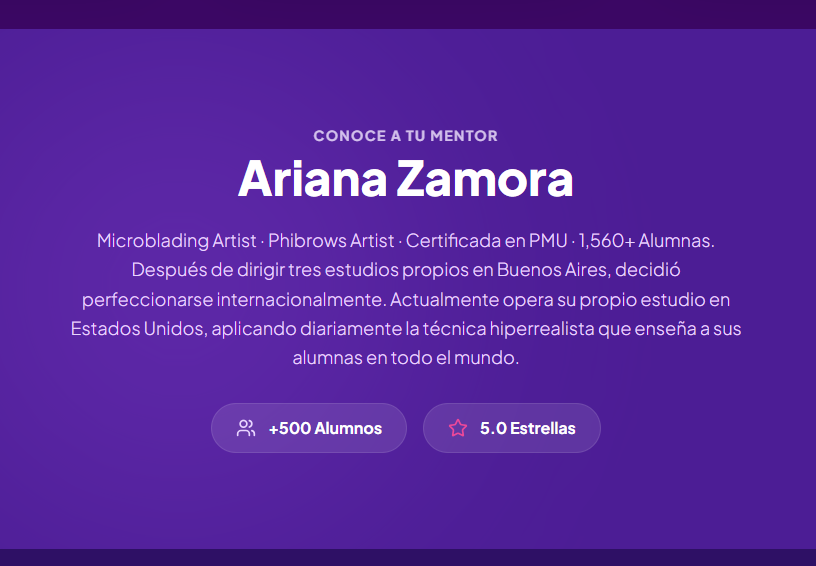 CONOCE A TU MENTOR
Ariana Zamora
Microblading Artist · Phibrows Artist · Certificada en PMU · 1,560+ Alumnas.
Después de dirigir tres estudios propios en Buenos Aires, decidió
perfeccionarse internacionalmente. Actualmente opera su propio estudio en
Estados Unidos, aplicando diariamente la técnica hiperrealista que enseña a sus
alumnas en todo el mundo.
+500 Alumnos
5.0 Estrellas